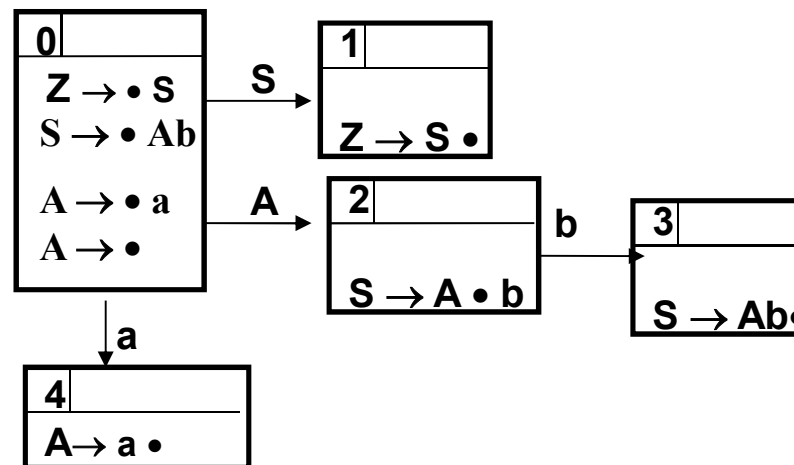 0
Z → • S
S → • Ab
A → • a
A → •
S
1
Z → S •
A
2
S → A • b
b
3
S → Ab•
a
4
A→ a •